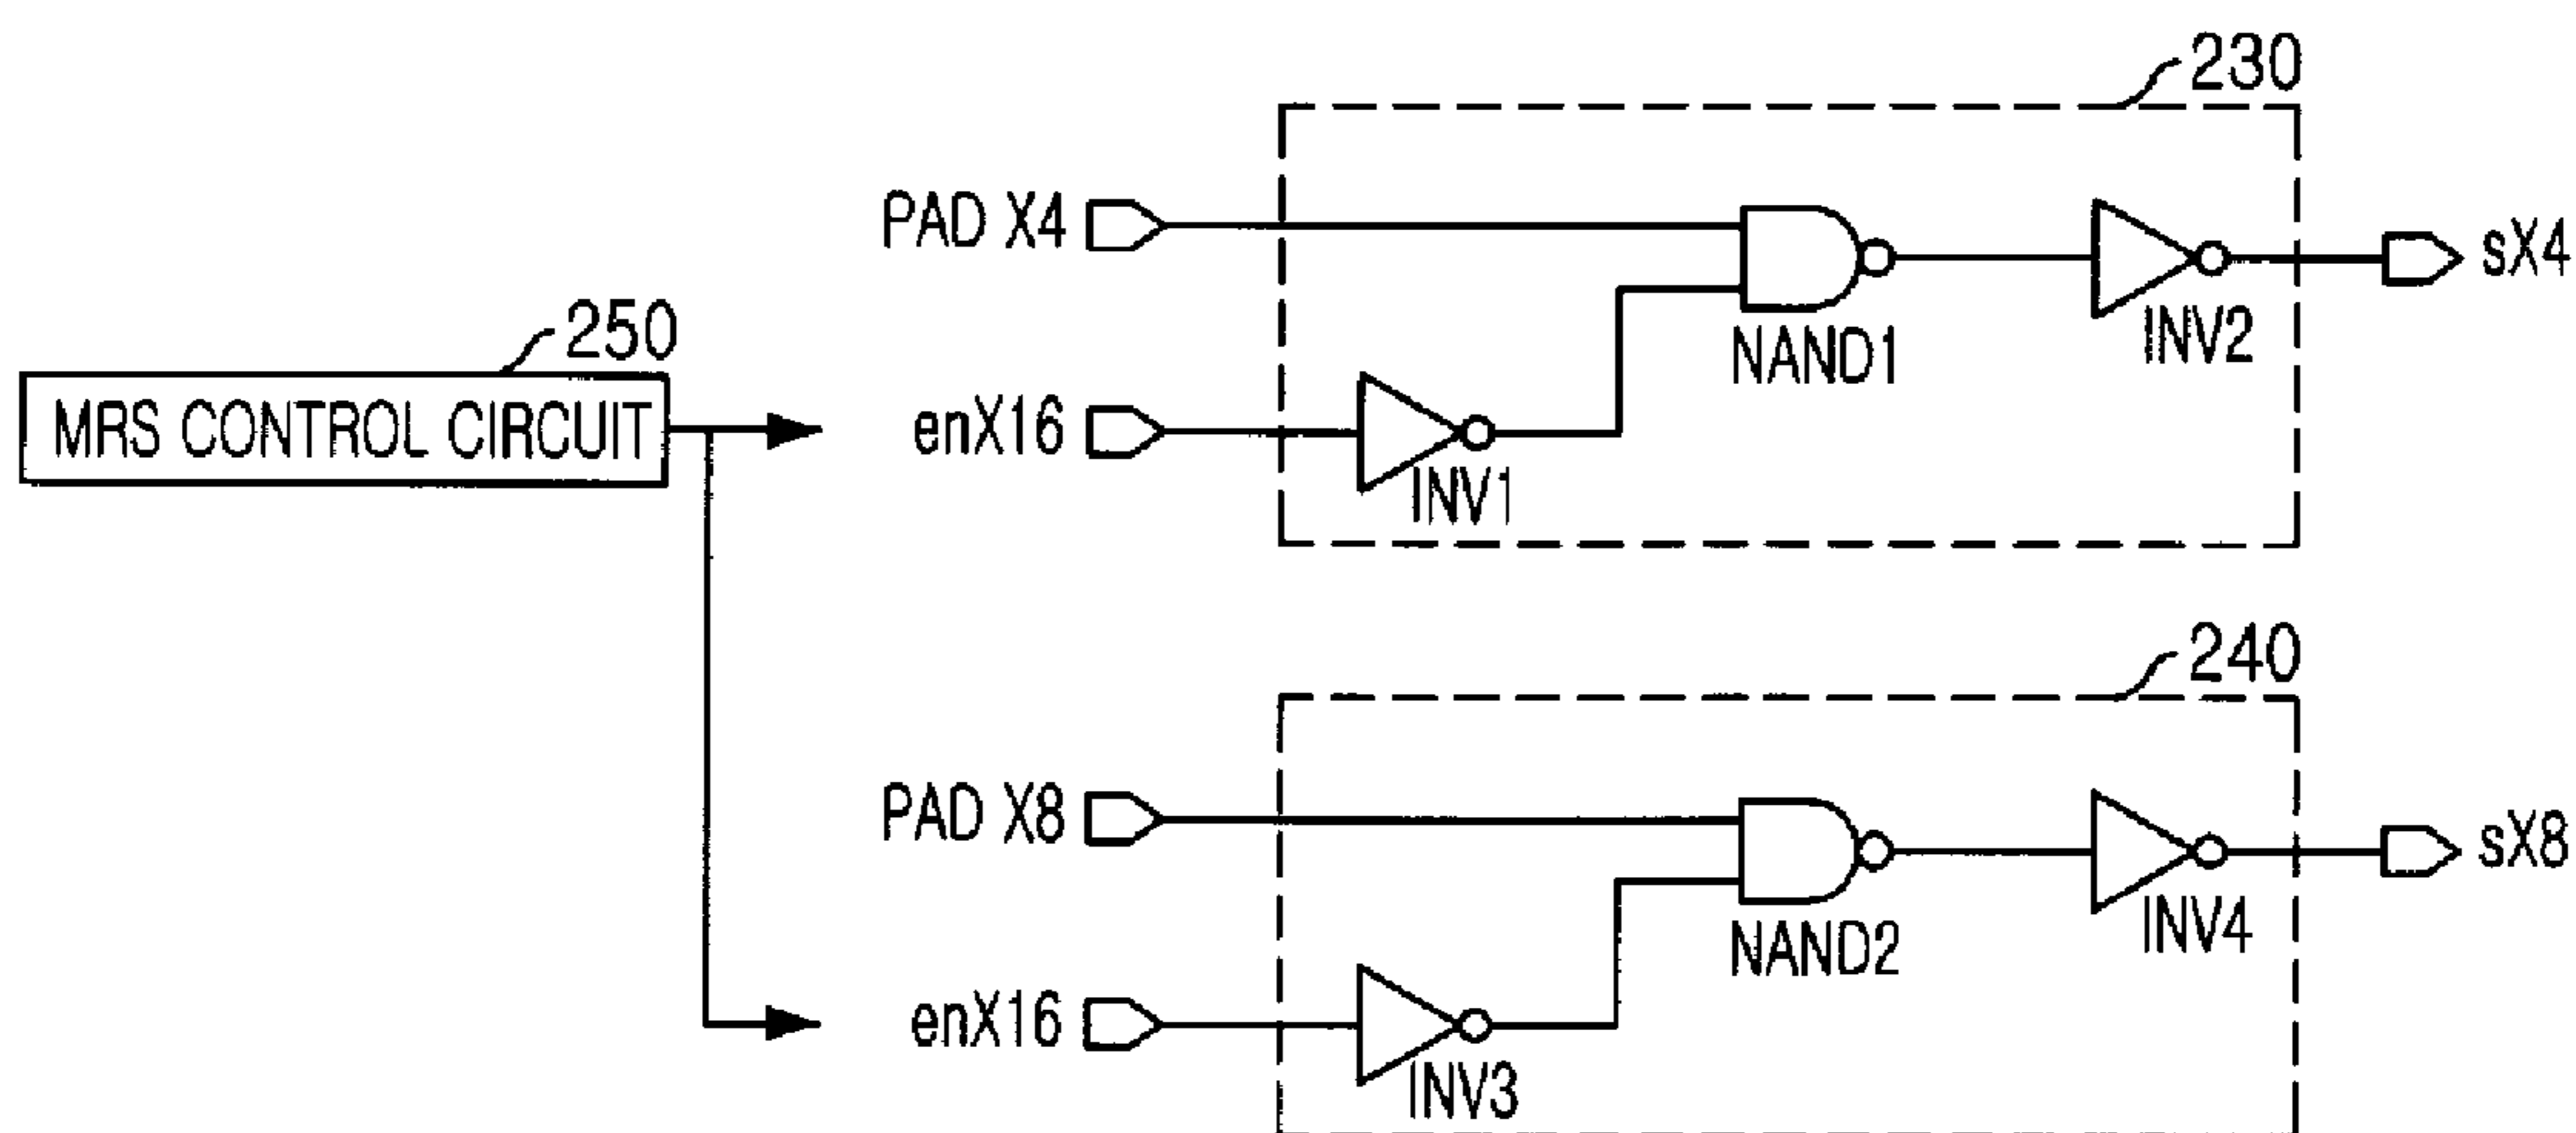 230
PAD X4
sX4
NAND1
INV2
250
MRS CONTROL CIRCUIT
enX16
INV1
240
PAD X8
sX8
NAND2
INV4
enX16
INV3